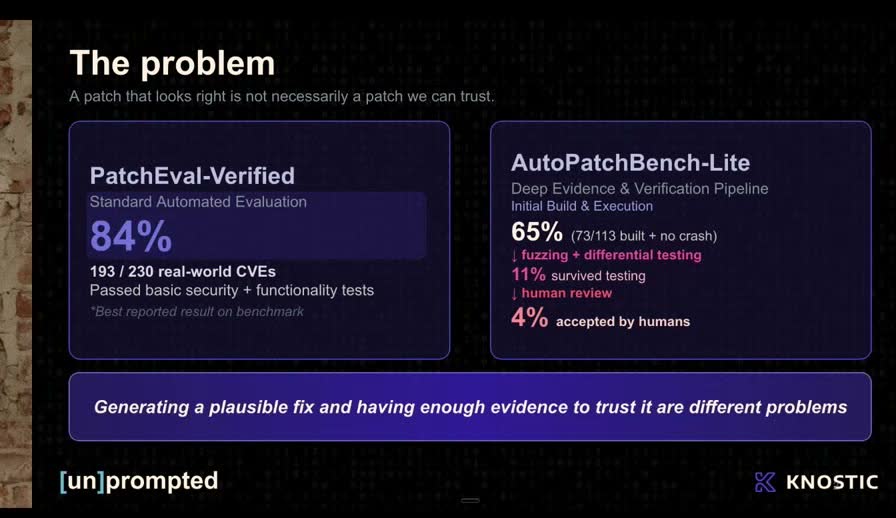 The problem
A patch that looks right is not necessarily a patch we can trust.
PatchEval-Verified
Standard Automated Evaluation
84%
193 / 230 real-world CVEs
Passed basic security + functionality tests
*Best reported result on benchmark
AutoPatchBench-Lite
Deep Evidence & Verification Pipeline
Initial Build & Execution
65% (73/113 built + no crash)
↓ fuzzing + differential testing
11% survived testing
↓ human review
4% accepted by humans
Generating a plausible fix and having enough evidence to trust it are different problems
[un]prompted
KNOSTIC